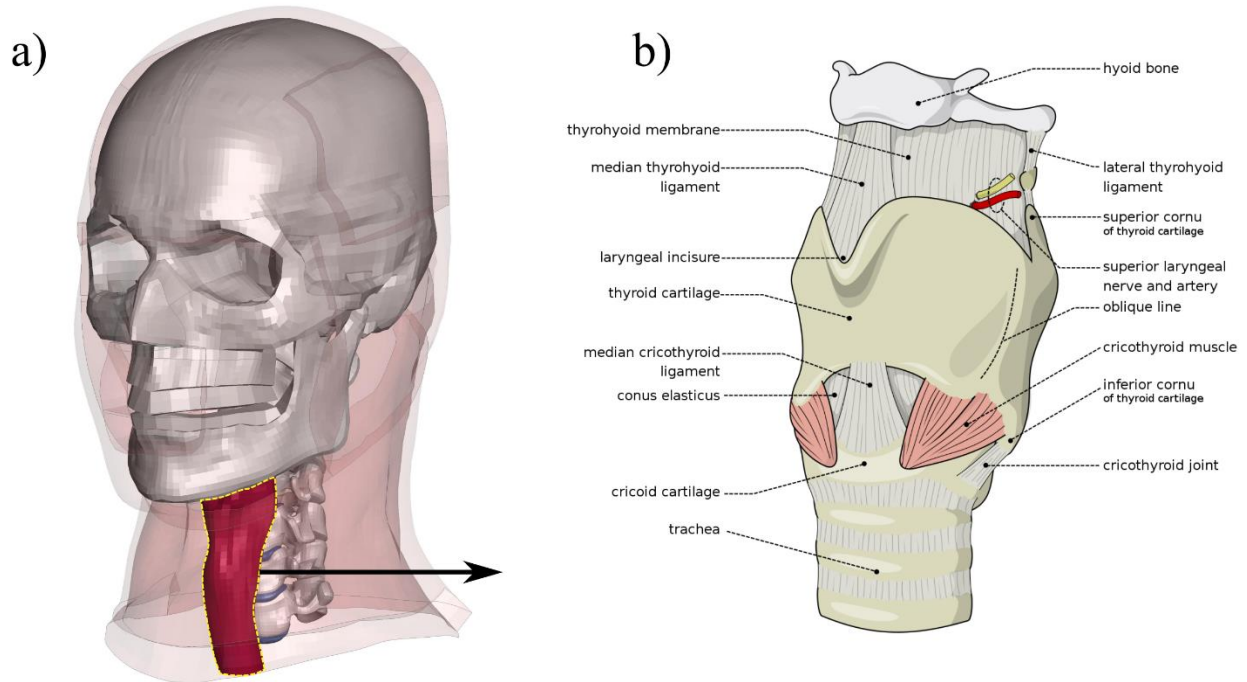 a)
b)
hyoid bone
thyrohyoid membrane
median thyrohyoid
ligament
lateral thyrohyoid
ligament
superior cornu
of thyroid cartilage
laryngeal incisure
superior laryngeal
nerve and artery
thyroid cartilage
oblique line
median cricothyroid
ligament
cricothyroid muscle
conus elasticus
inferior cornu
of thyroid cartilage
cricothyroid joint
cricoid cartilage
trachea